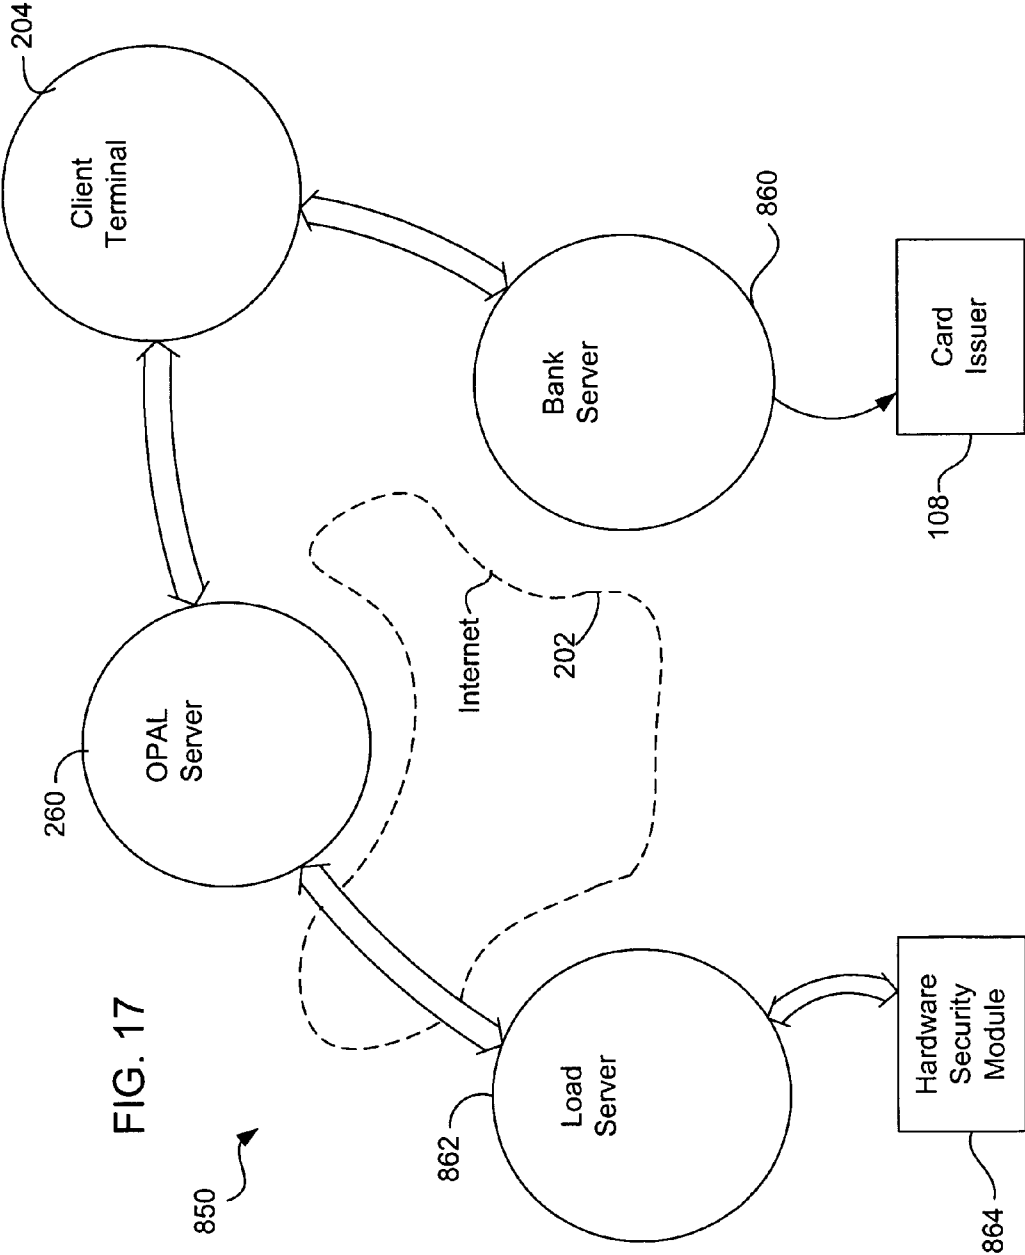 FIG. 17
850
260
OPAL
Server
204
Client
Terminal
862
Load
Server
Internet
202
Bank
Server
860
864
Hardware
Security
Module
108
Card
Issuer